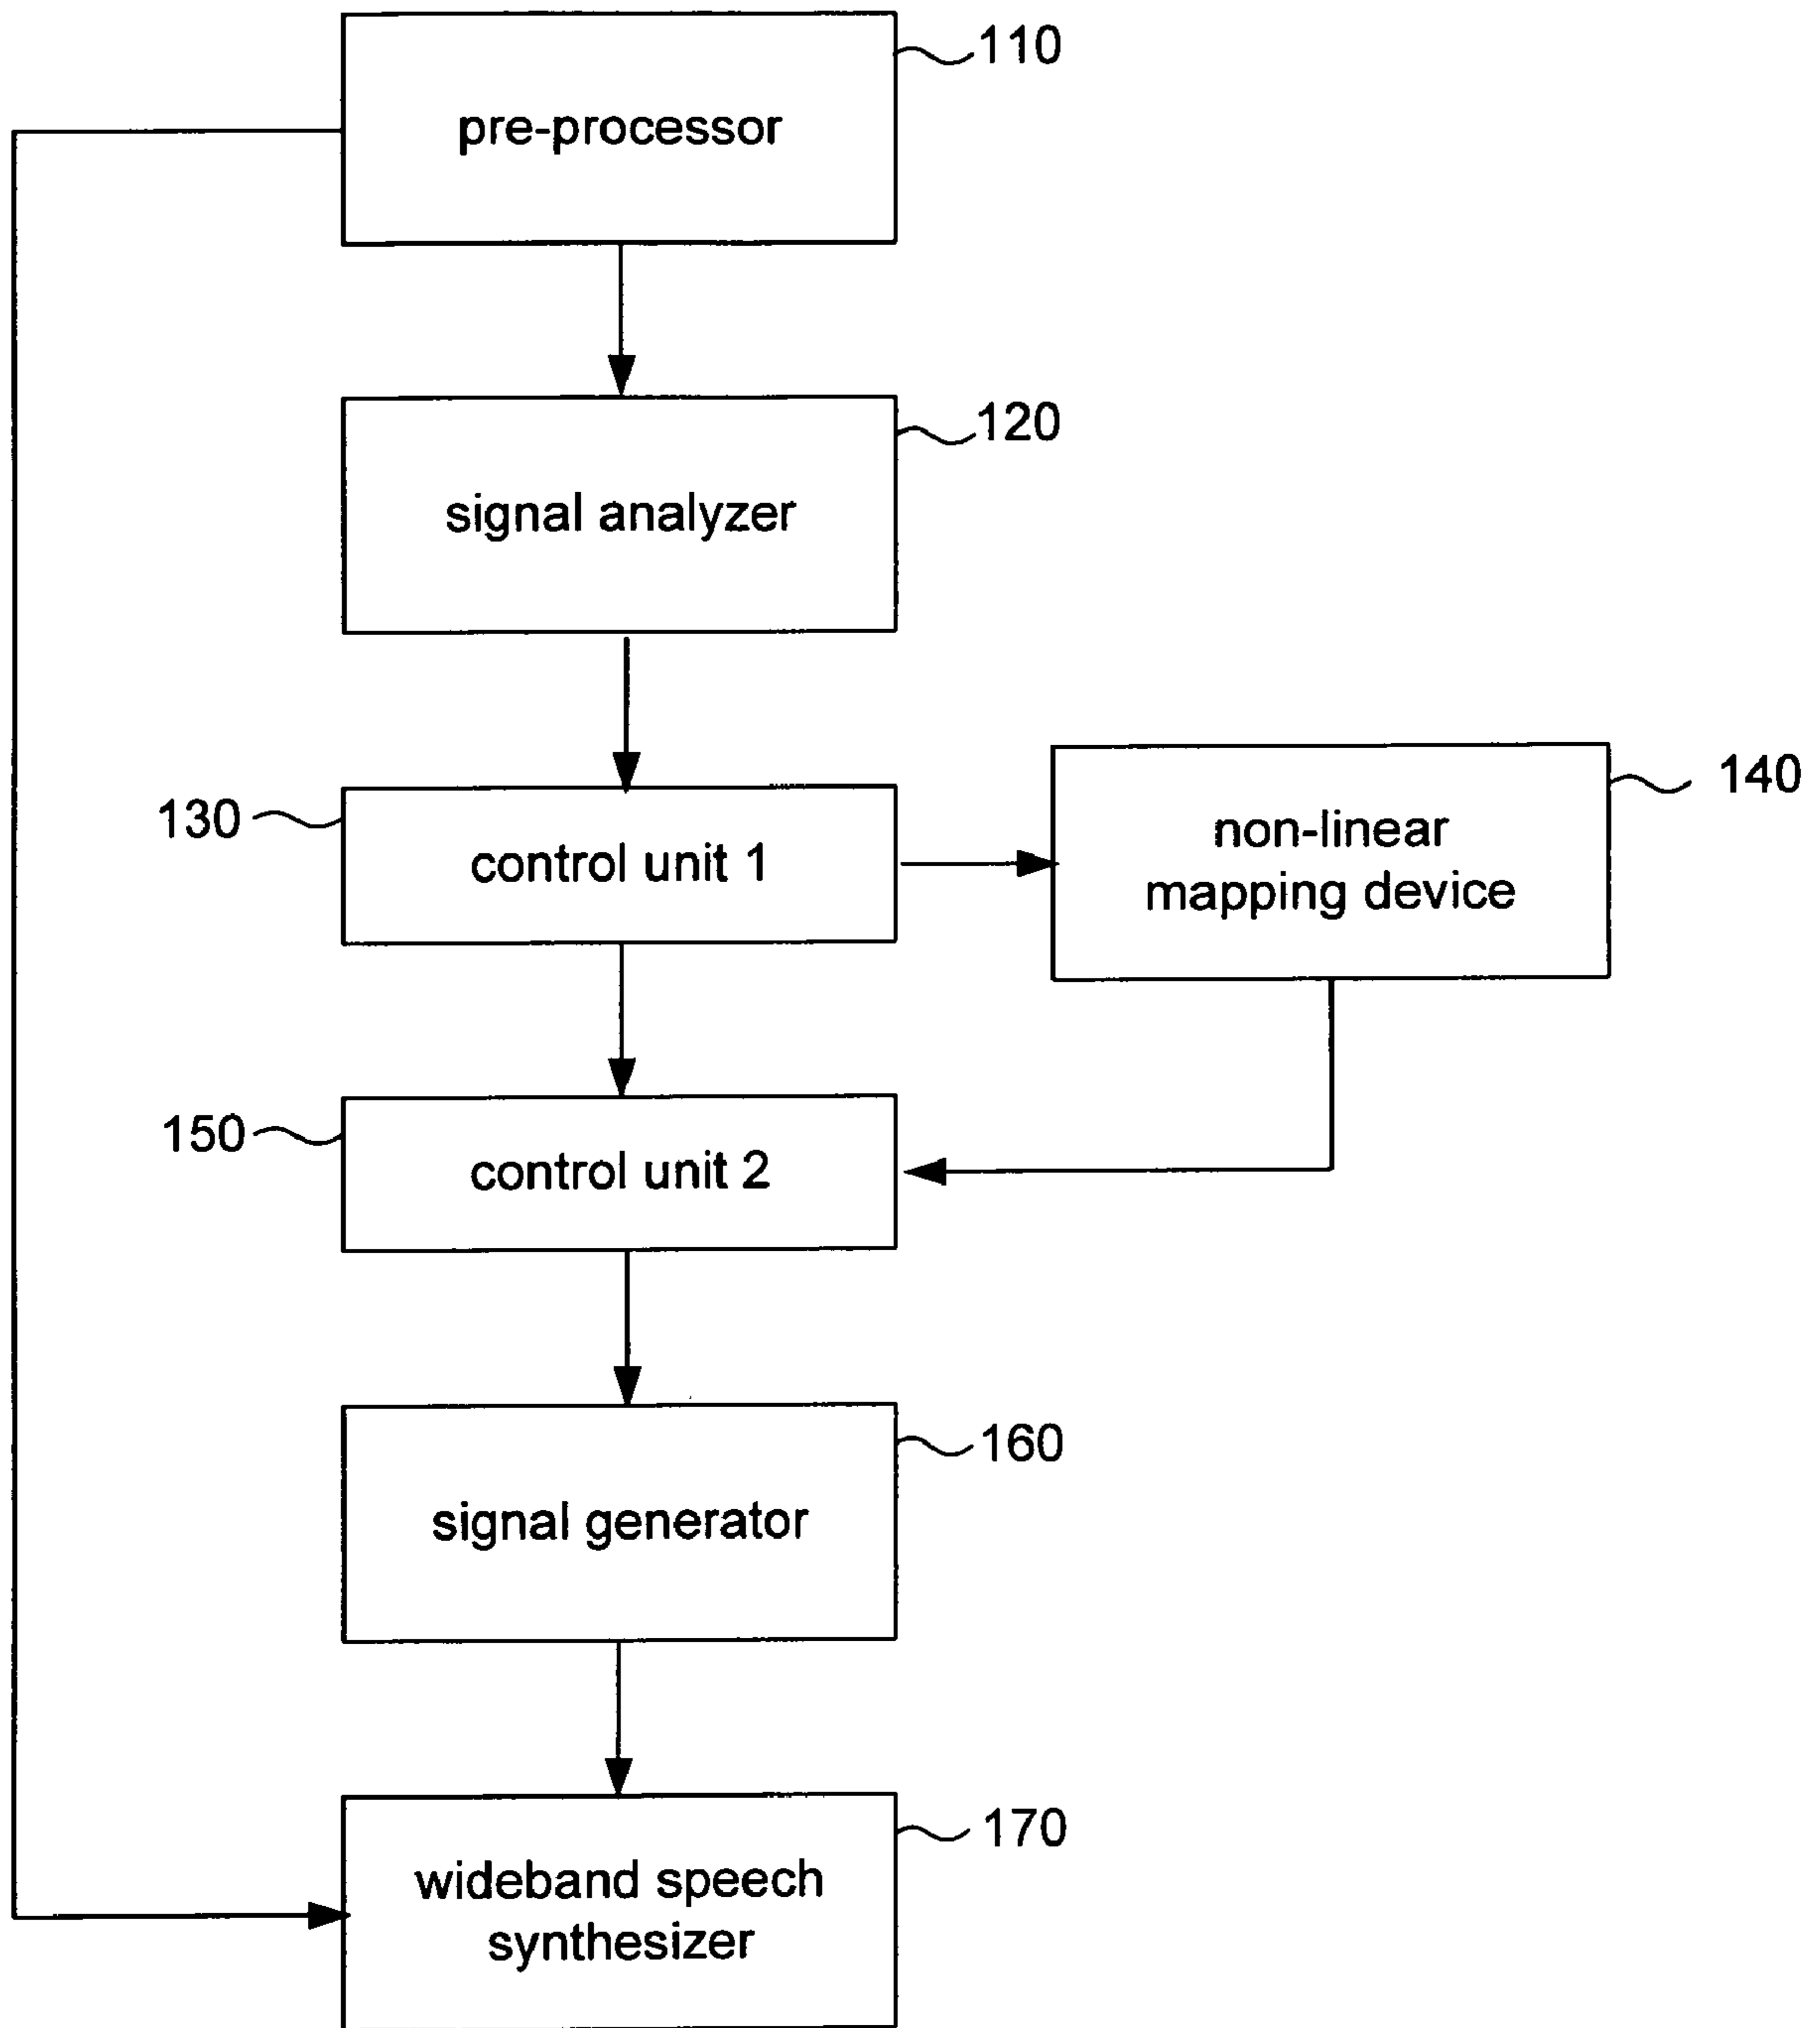 110
pre-processor
120
signal analyzer
130
control unit 1
140
non-linear
mapping device
150
control unit 2
160
signal generator
170
wideband speech
synthesizer